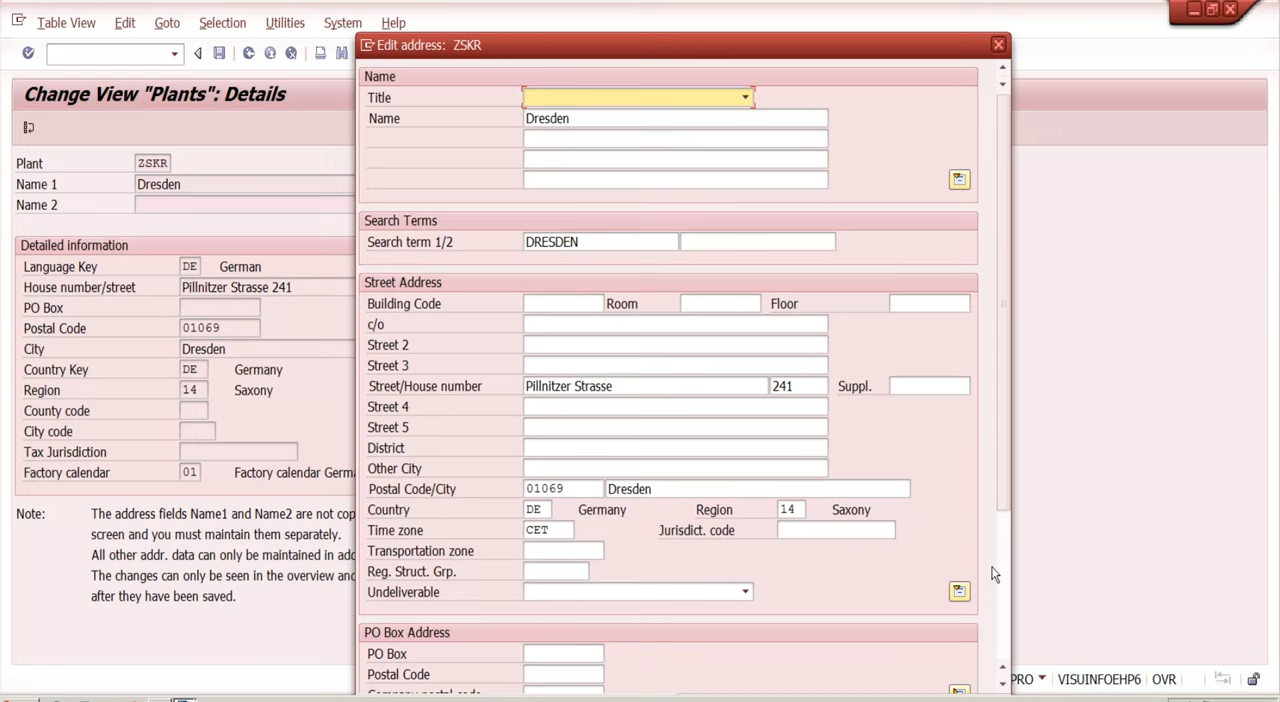 Table View Edit Goto Selection Utilities System Help
Edit address: ZSKR
Change View "Plants": Details
Plant ZSKR
Name 1 Dresden
Name 2
Detailed information
Language Key DE German
House number/street Pillnitzer Strasse 241
PO Box
Postal Code 01069
City Dresden
Country Key DE Germany
Region 14 Saxony
County code
City code
Tax Jurisdiction
Factory calendar 01 Factory calendar Germa
Note: The address fields Name1 and Name2 are not cop
screen and you must maintain them separately.
All other addr. data can only be maintained in add
The changes can only be seen in the overview and
after they have been saved.
Name
Title
Name Dresden
Search Terms
Search term 1/2 DRESDEN
Street Address
Building Code Room Floor
c/o
Street 2
Street 3
Street/House number Pillnitzer Strasse 241 Suppl.
Street 4
Street 5
District
Other City
Postal Code/City 01069 Dresden
Country DE Germany Region 14 Saxony
Time zone CET Jurisdict. code
Transportation zone
Reg. Struct. Grp.
Undeliverable
PO Box Address
PO Box
Postal Code
Company postal code
PRO VISUINFOEHP6 OVR